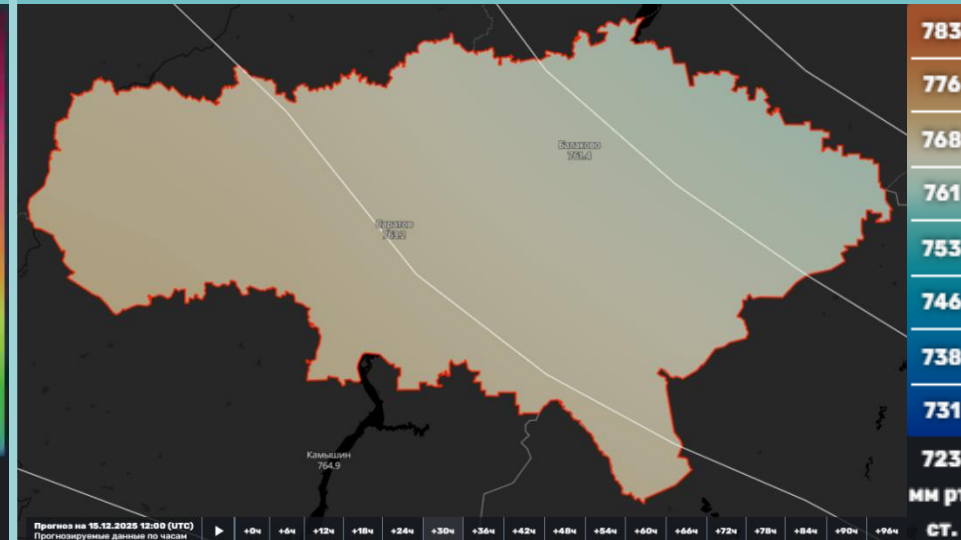 783
776
768
761
753
746
738
731
723
мм рт
ст.
Балаково
761.4
Саратов
763.2
Камышин
764.9
Прогноз на 15.12.2025 12:00 (UTC)
Прогнозируемые данные по часам
+0ч +6ч +12ч +18ч +24ч +30ч +36ч +42ч +48ч +54ч +60ч +66ч +72ч +78ч +84ч +90ч +96ч